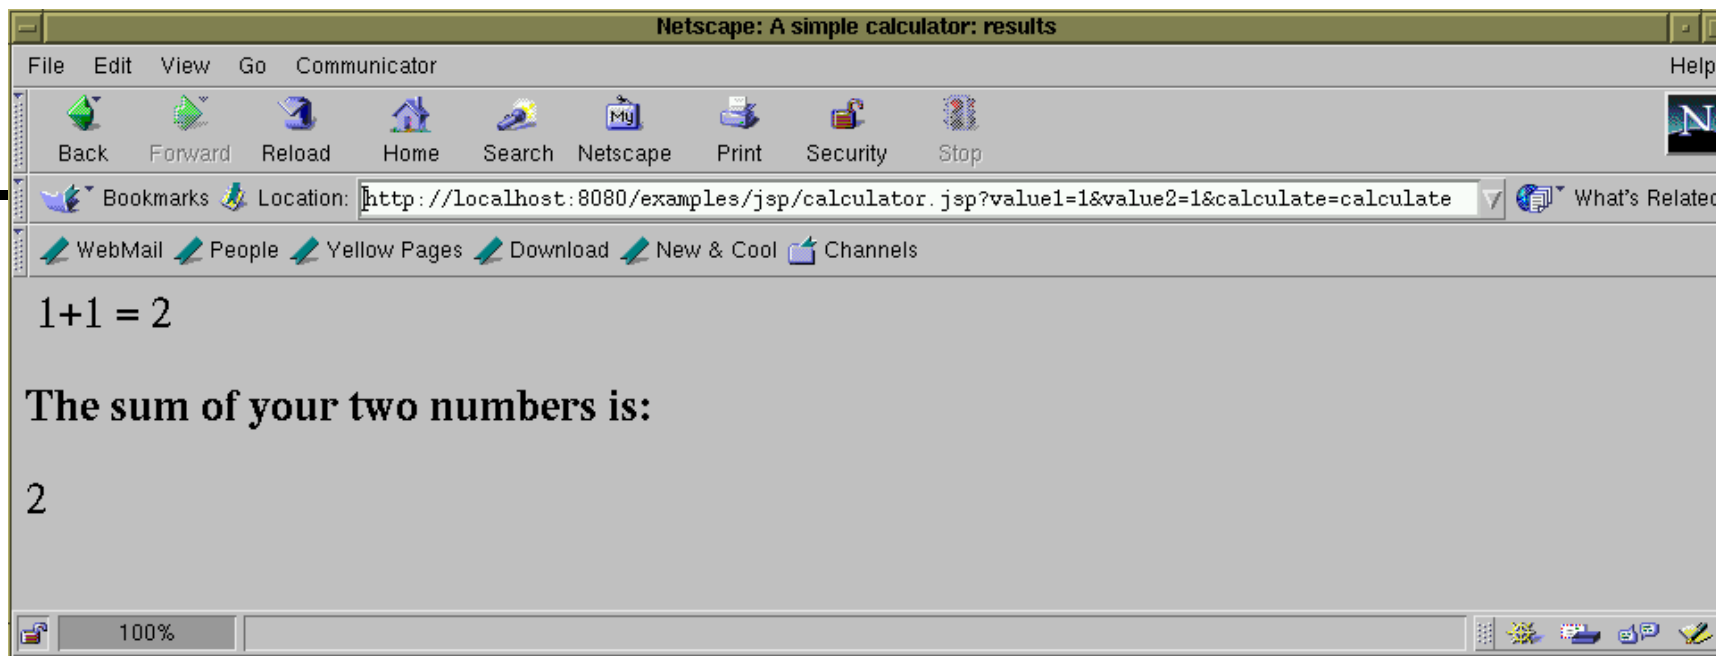 Netscape: A simple calculator: results
File Edit View Go Communicator Help
My
N
Back Forward Reload Home Search Netscape Print Security Stop
Bookmarks Location: http://localhost:8080/examples/jsp/calculator.jsp?value1=1&value2=1&calculate=calculate What's Related
WebMail People Yellow Pages Download New & Cool Channels
1+1 = 2
The sum of your two numbers is:
2
100%